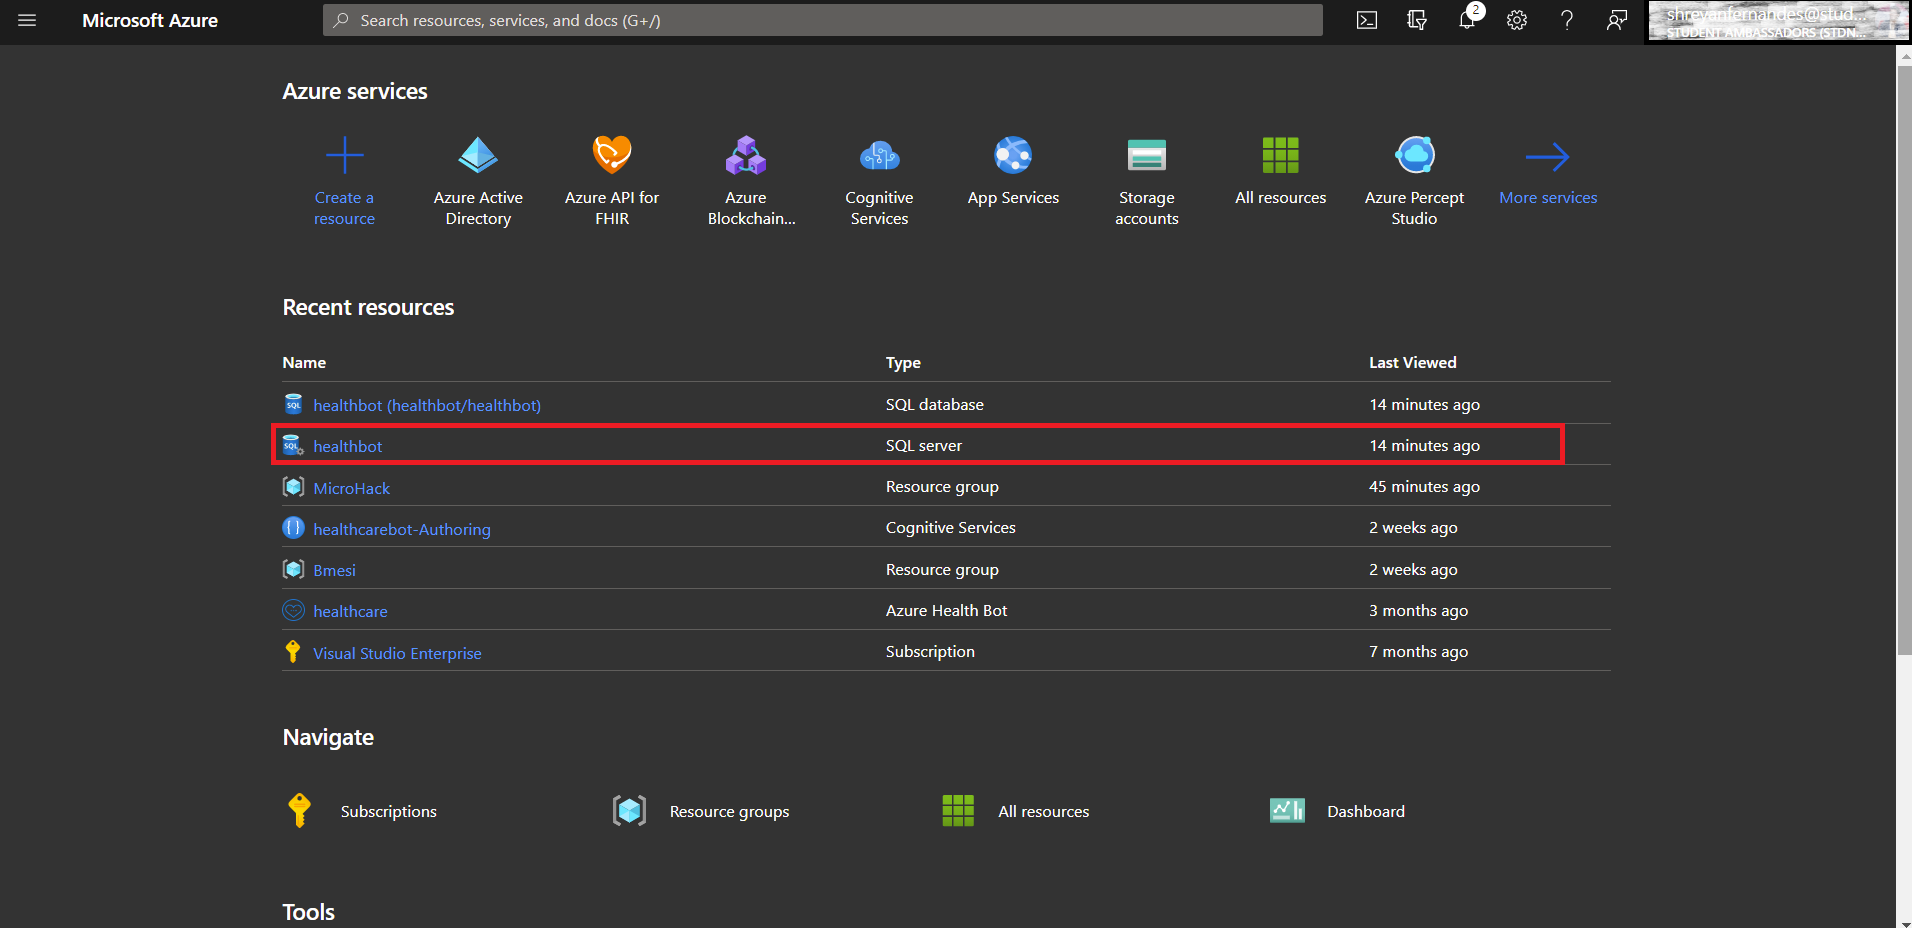 Microsoft Azure
Search resources, services, and docs (G+/)
2
shreyanfernandes@stud...
STUDENT AMBASSADORS (STDN...
Azure services
Create a resource
Azure Active Directory
Azure API for FHIR
Azure Blockchain...
Cognitive Services
App Services
Storage accounts
All resources
Azure Percept Studio
More services
Recent resources
Name Type Last Viewed
SQL healthbot (healthbot/healthbot) SQL database 14 minutes ago
SQL healthbot SQL server 14 minutes ago
MicroHack Resource group 45 minutes ago
healthcarebot-Authoring Cognitive Services 2 weeks ago
Bmesi Resource group 2 weeks ago
healthcare Azure Health Bot 3 months ago
Visual Studio Enterprise Subscription 7 months ago
Navigate
Subscriptions Resource groups All resources Dashboard
Tools